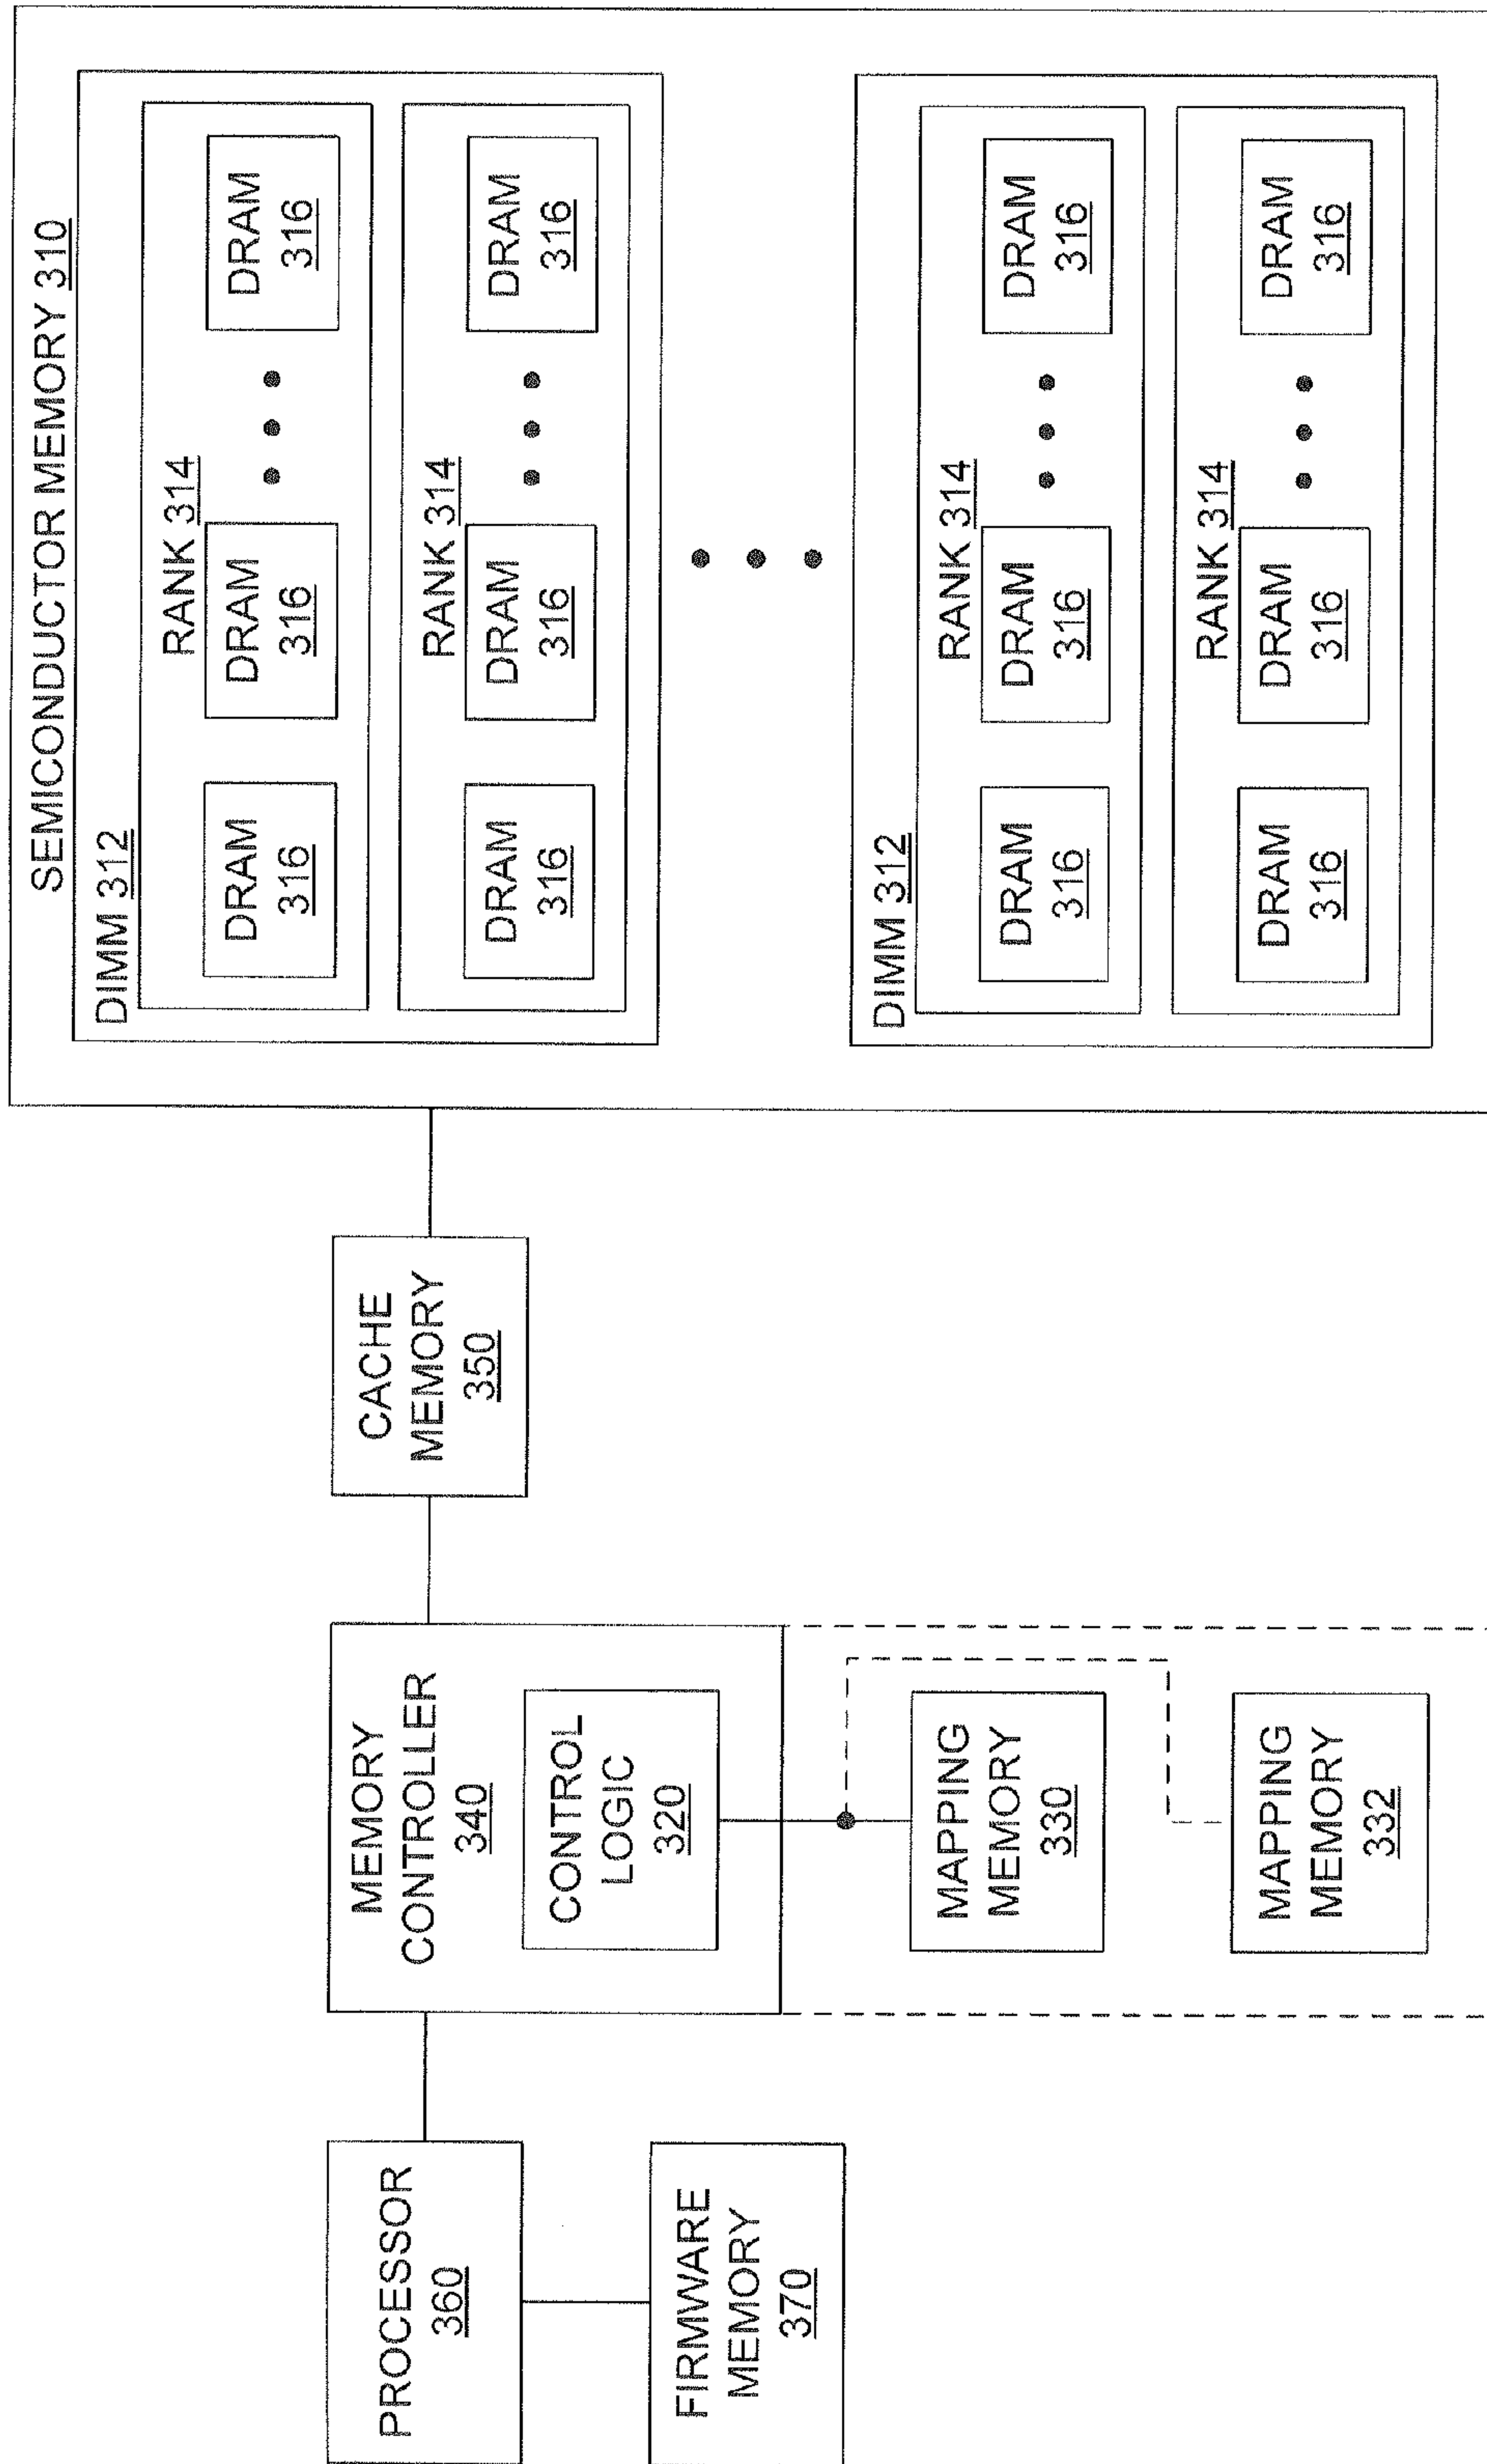 PROCESSOR
360
FIRMWARE
MEMORY
370
MEMORY
CONTROLLER
340
CONTROL
LOGIC
320
MAPPING
MEMORY
330
MAPPING
MEMORY
332
CACHE
MEMORY
350
SEMICONDUCTOR MEMORY 310
DIMM 312
RANK 314
DRAM
316
DRAM
316
DRAM
316
RANK 314
DRAM
316
DRAM
316
DRAM
316
DIMM 312
RANK 314
DRAM
316
DRAM
316
DRAM
316
RANK 314
DRAM
316
DRAM
316
DRAM
316